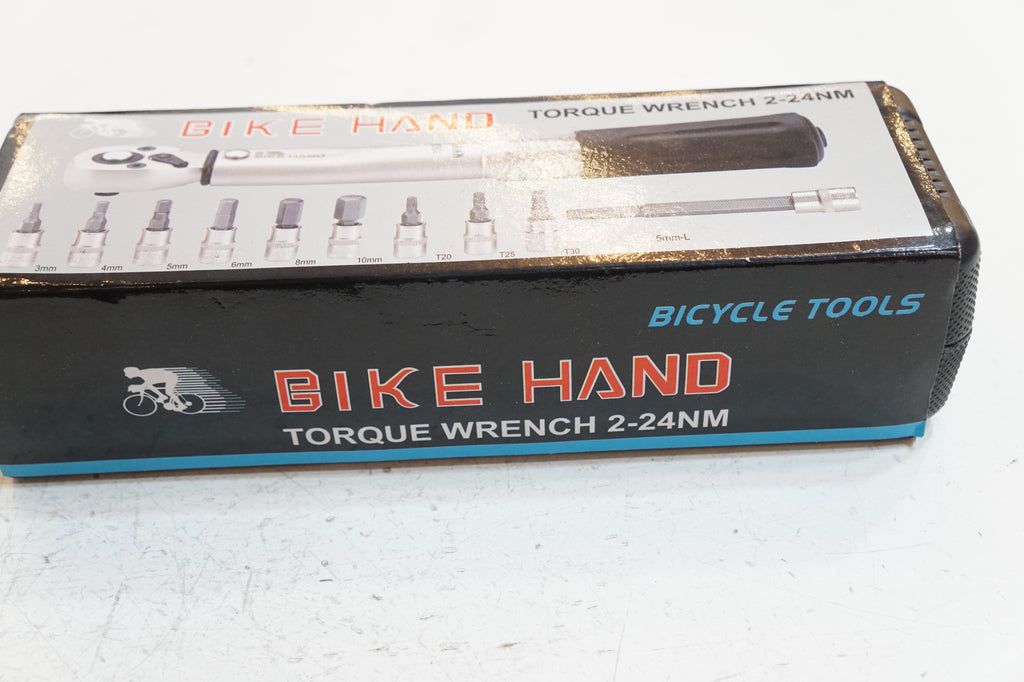 BIKE HAND
TORQUE WRENCH 2-24NM
3mm 4mm 5mm 6mm 8mm 10mm T20 T25 T30 5mm-L
BICYCLE TOOLS
BIKE HAND
TORQUE WRENCH 2-24NM